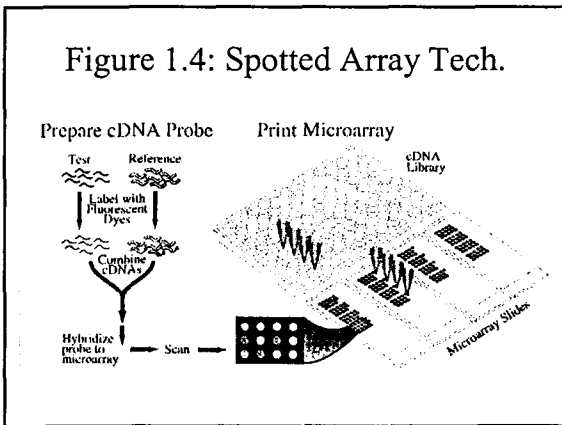 Figure 1.4: Spotted Array Tech.
Prepare cDNA Probe
Test
Reference
Label with
Fluorescent
Dyes
Combine
cDNAs
Hybridize
probe to
microarray
Scan
Print Microarray
cDNA
Library
Microarray Slides